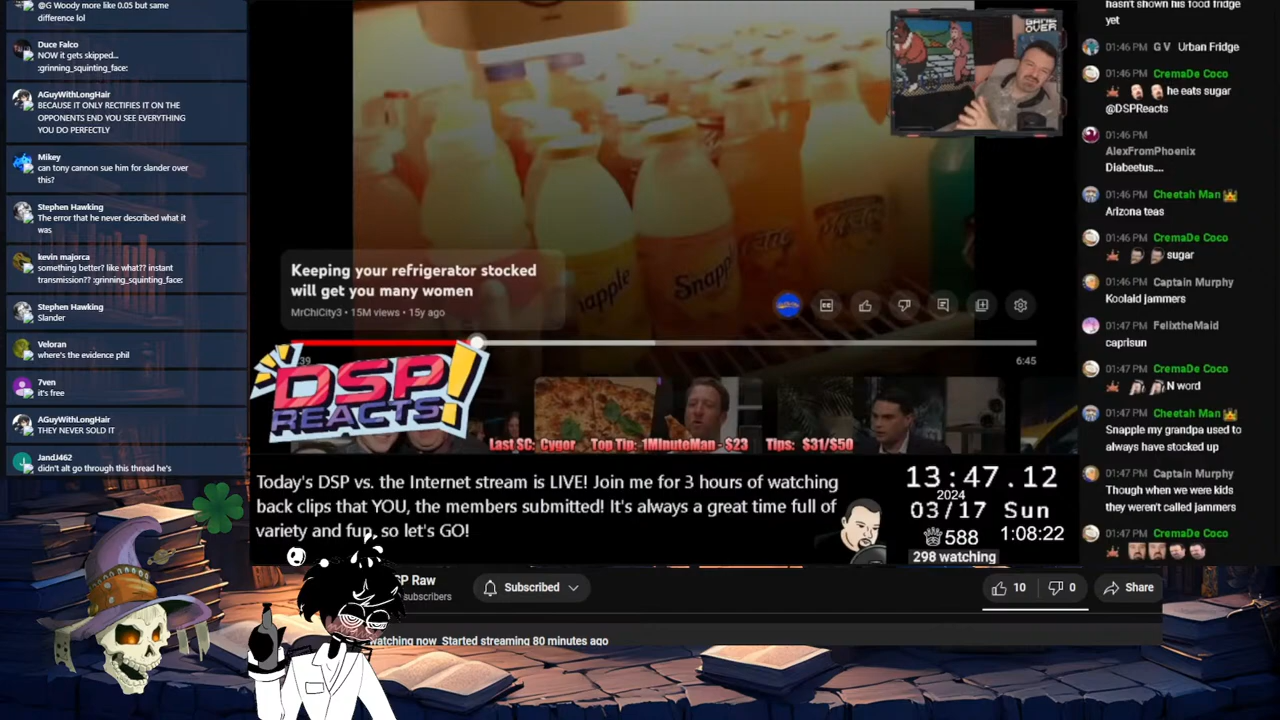 @G Woody more like 0.05 but same
difference lol
Duce Falco
NOW it gets skipped...
:grinning_squinting_face:
AGuyWithLongHair
BECAUSE IT ONLY RECTIFIES IT ON THE
OPPONENTS END YOU SEE EVERYTHING
YOU DO PERFECTLY
Mikey
can tony cannon sue him for slander over
this?
Stephen Hawking
The error that he never described what it
was
kevin majorca
something better? like what?? instant
transmission?? :grinning_squinting_face:
Stephen Hawking
Slander
Veloran
where's the evidence phil
7ven
it's free
AGuyWithLongHair
THEY NEVER SOLD IT
JandJ462
didn't alt go through this thread he's
GAME
OVER
Snapple
Keeping your refrigerator stocked
will get you many women
MrChiCity3 • 15M views • 15y ago
:39
6:45
DSP
REACTS!
Last SC: Cygor Top Tip: 1MinuteMan - $23 Tips: $31/$50
Today's DSP vs. the Internet stream is LIVE! Join me for 3 hours of watching
back clips that YOU, the members submitted! It's always a great time full of
variety and fun, so let's GO!
13:47.12
2024
03/17 Sun
588
1:08:22
298 watching
SP Raw
subscribers
Subscribed
10
0
Share
watching now Started streaming 80 minutes ago
hasn't shown his food fridge
yet
01:46 PM G V Urban Fridge
01:46 PM CremaDe Coco
he eats sugar
@DSPReacts
01:46 PM
AlexFromPhoenix
Diabeetus....
01:46 PM Cheetah Man
Arizona teas
01:46 PM CremaDe Coco
sugar
01:46 PM Captain Murphy
Koolaid jammers
01:47 PM FelixtheMaid
caprisun
01:47 PM CremaDe Coco
N word
01:47 PM Cheetah Man
Snapple my grandpa used to
always have stocked up
01:47 PM Captain Murphy
Though when we were kids
they weren't called jammers
01:47 PM CremaDe Coco